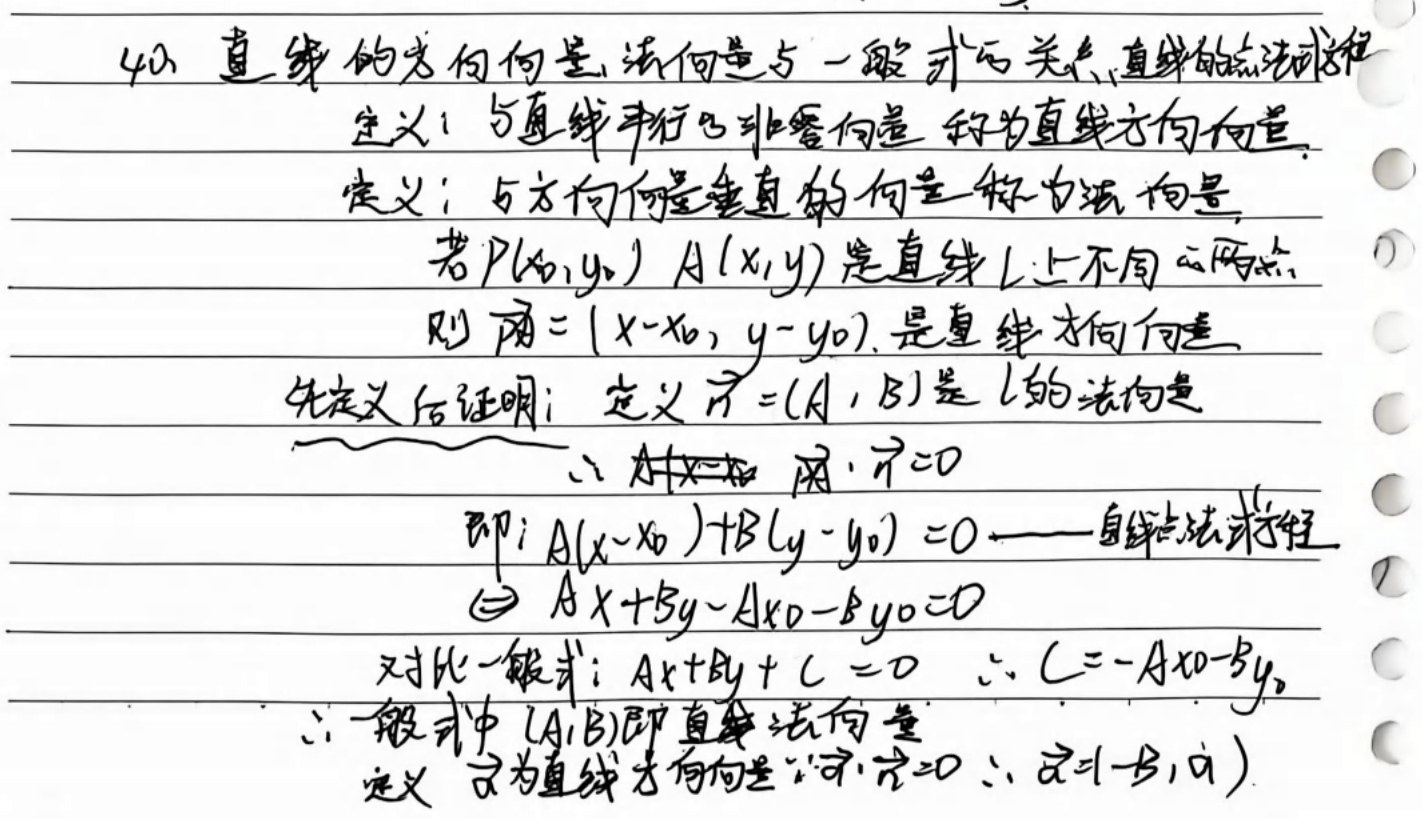 40、直线的方向向量、法向量与一般式的关系、直线的点法式方程
定义：与直线平行的非零向量称为直线方向向量.
定义：与方向向量垂直的向量称为法向量.
若P(x₀,y₀) A(x,y)是直线l上不同的两点.
则 PA⃗=(x-x₀, y-y₀).是直线方向向量
先定义后证明：定义 n⃗=(A,B)是l的法向量
∴ PA⃗·n⃗=0
即：A(x-x₀)+B(y-y₀)=0——直线点法式方程
⇔ Ax+By-Ax₀-By₀=0
对比一般式：Ax+By+C=0 ∴ C=-Ax₀-By₀
∴ 一般式中(A,B)即直线法向量
定义 a⃗为直线方向向量∵a⃗·n⃗=0 ∴ a⃗=(-B,A).